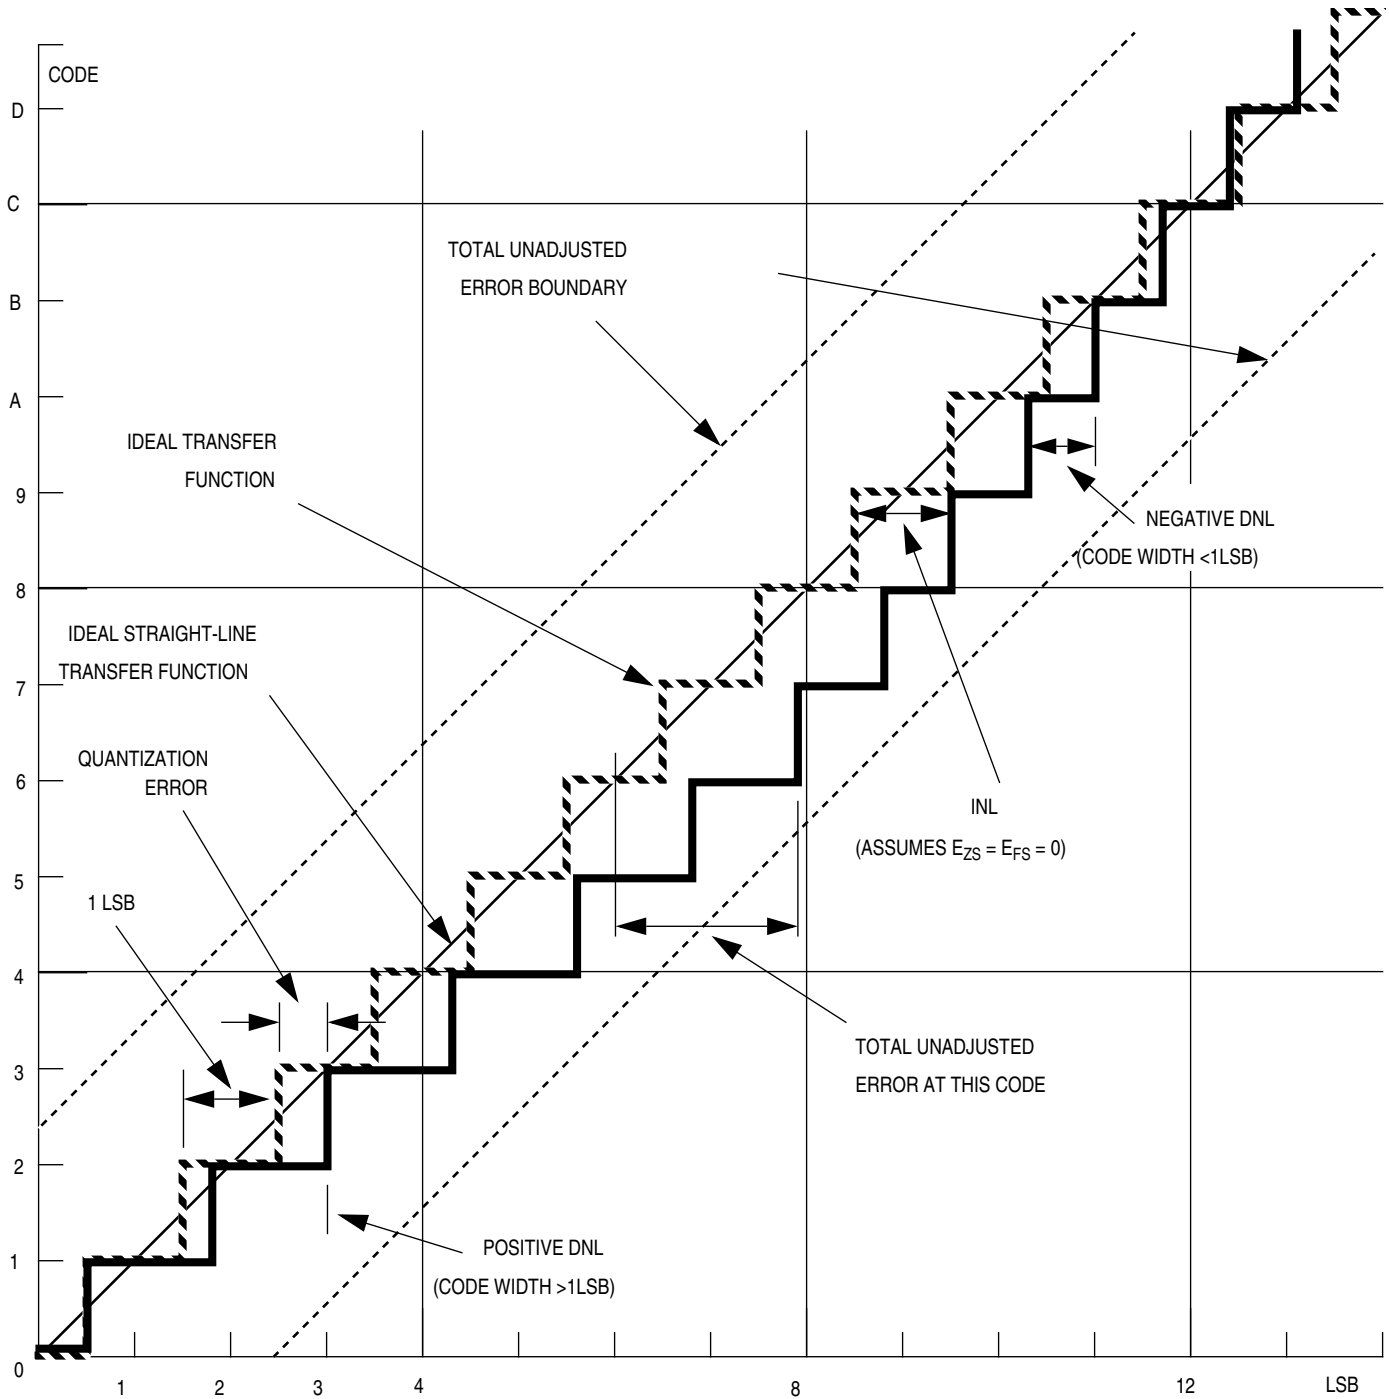 CODE
D
C
TOTAL UNADJUSTED
ERROR BOUNDARY
B
A
IDEAL TRANSFER
FUNCTION
9
NEGATIVE DNL
(CODE WIDTH <1LSB)
8
IDEAL STRAIGHT-LINE
TRANSFER FUNCTION
7
QUANTIZATION
ERROR
6
INL
(ASSUMES E_ZS = E_FS = 0)
5
1 LSB
4
TOTAL UNADJUSTED
ERROR AT THIS CODE
3
2
POSITIVE DNL
(CODE WIDTH >1LSB)
1
0
1 2 3 4 8 12 LSB